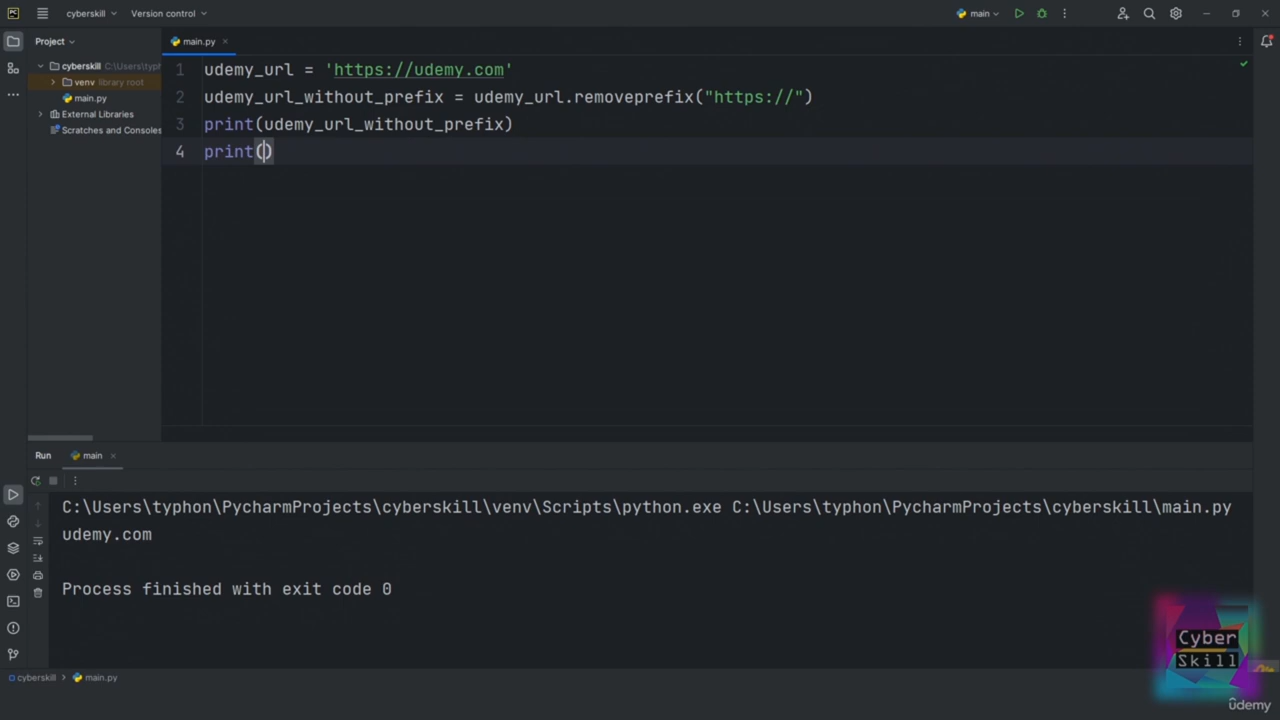 cyberskill
Version control
main
Project
main.py
cyberskill C:\Users\typh
venv library root
main.py
External Libraries
Scratches and Consoles
1 udemy_url = 'https://udemy.com'
2 udemy_url_without_prefix = udemy_url.removeprefix("https://")
3 print(udemy_url_without_prefix)
4 print()
Run main
C:\Users\typhon\PycharmProjects\cyberskill\venv\Scripts\python.exe C:\Users\typhon\PycharmProjects\cyberskill\main.py
udemy.com
Process finished with exit code 0
Cyber
Skill
cyberskill > main.py
udemy